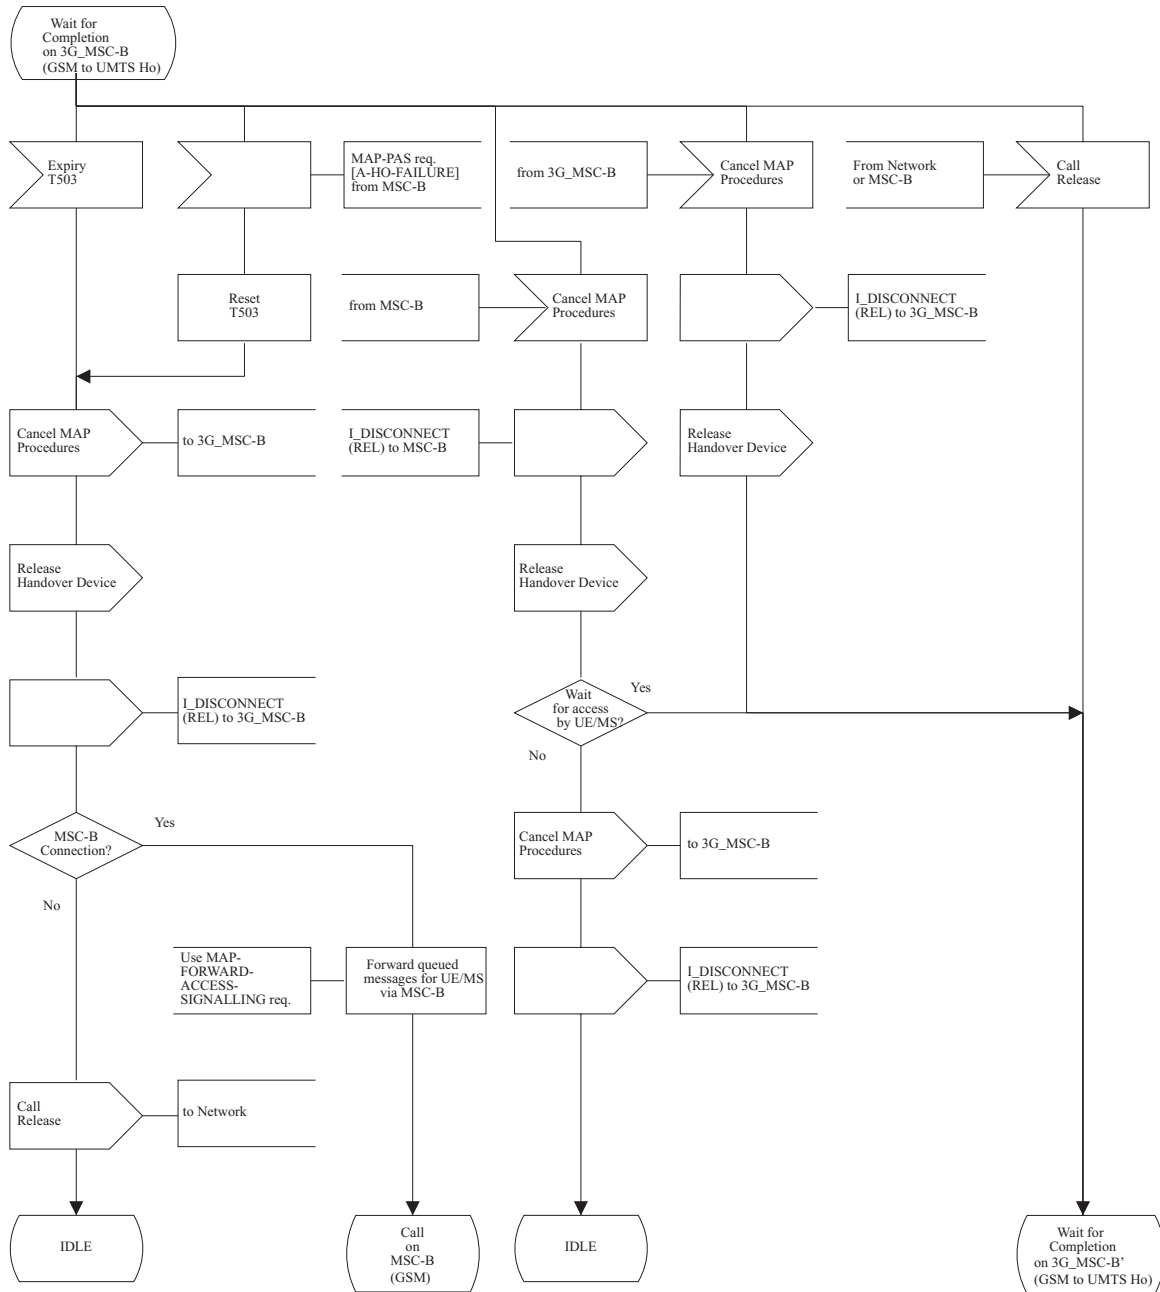 Wait for
Completion
on 3G_MSC-B
(GSM to UMTS Ho)
Expiry
T503
MAP-PAS req.
[A-HO-FAILURE]
from MSC-B
from 3G_MSC-B
Cancel MAP
Procedures
From Network
or MSC-B
Call
Release
Reset
T503
from MSC-B
Cancel MAP
Procedures
I_DISCONNECT
(REL) to 3G_MSC-B
Cancel MAP
Procedures
to 3G_MSC-B
I_DISCONNECT
(REL) to MSC-B
Release
Handover Device
Release
Handover Device
Release
Handover Device
I_DISCONNECT
(REL) to 3G_MSC-B
Wait
for access
by UE/MS?
Yes
No
MSC-B
Connection?
Yes
No
Cancel MAP
Procedures
to 3G_MSC-B
Use MAP-
FORWARD-
ACCESS-
SIGNALLING req.
Forward queued
messages for UE/MS
via MSC-B
I_DISCONNECT
(REL) to 3G_MSC-B
Call
Release
to Network
IDLE
Call
on
MSC-B
(GSM)
IDLE
Wait for
Completion
on 3G_MSC-B’
(GSM to UMTS Ho)